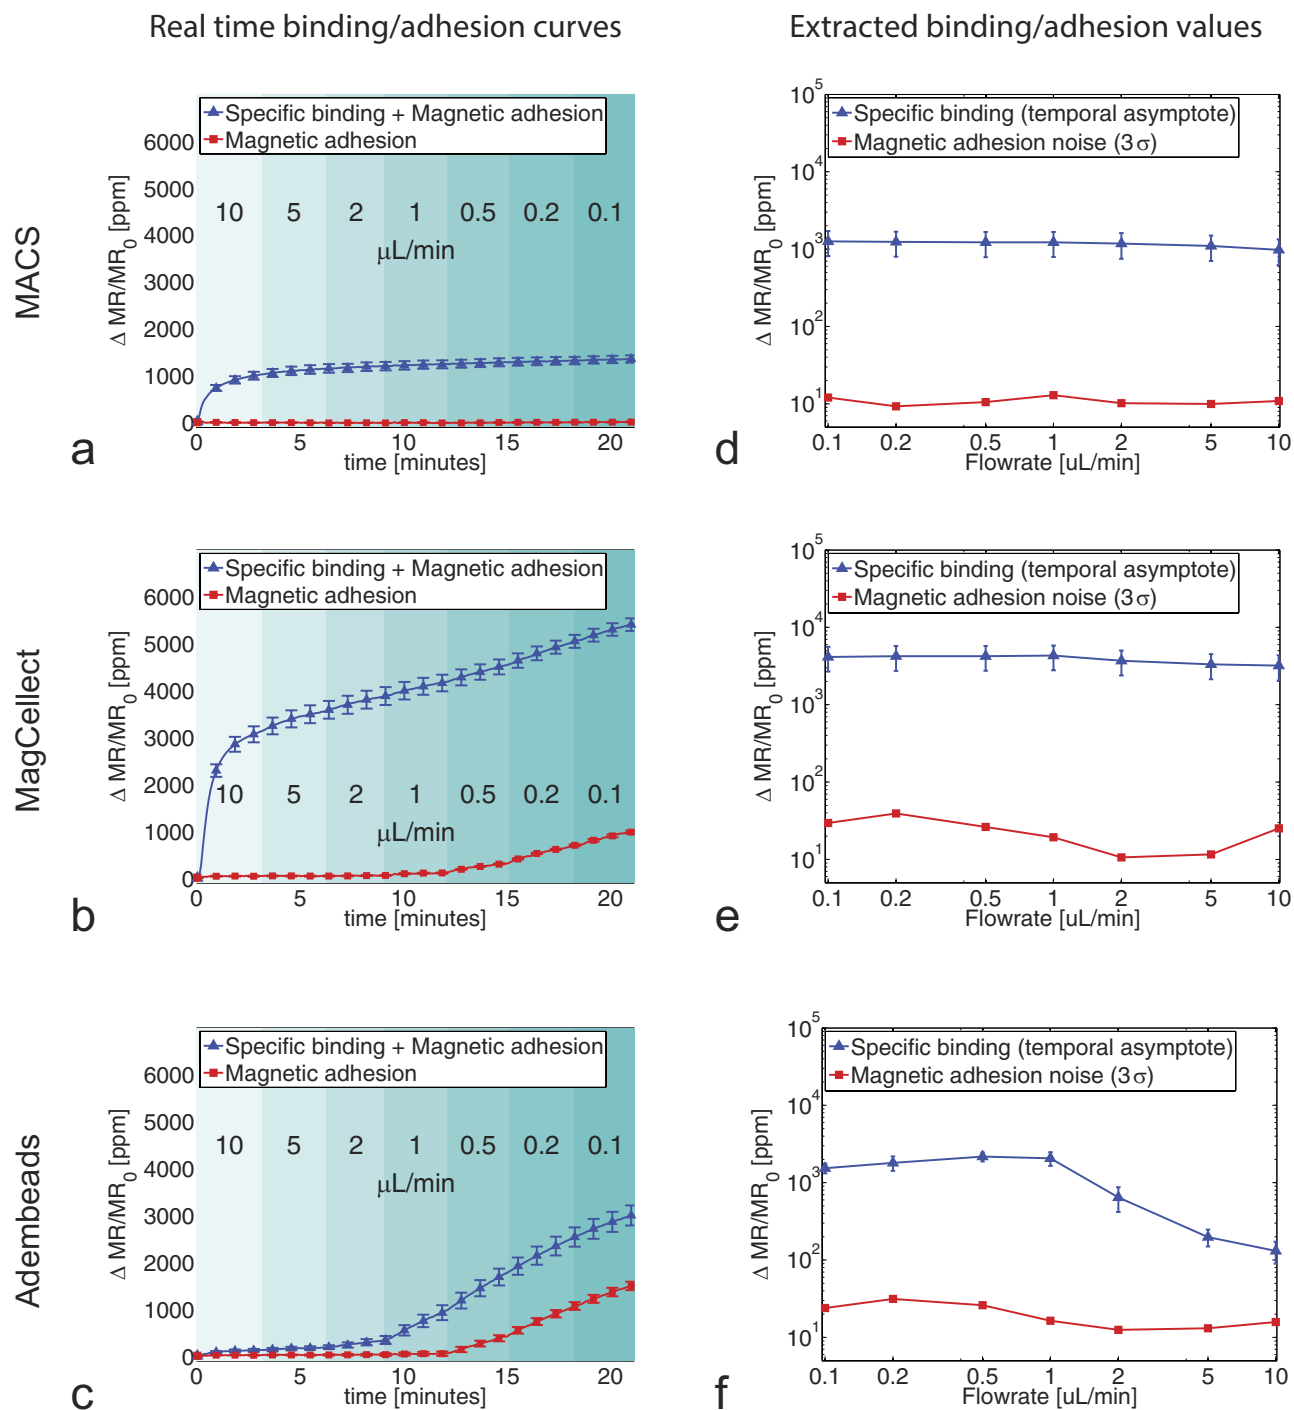 Real time binding/adhesion curves
Extracted binding/adhesion values
MACS
Specific binding + Magnetic adhesion
Magnetic adhesion
6000
5000
4000
3000
2000
1000
0
Δ MR/MR0 [ppm]
10 5 2 1 0.5 0.2 0.1
μL/min
0 5 10 15 20
time [minutes]
a
Specific binding (temporal asymptote)
Magnetic adhesion noise (3σ)
10^5
10^4
10^3
10^2
10^1
Δ MR/MR0 [ppm]
0.1 0.2 0.5 1 2 5 10
Flowrate [uL/min]
d
MagCellect
Specific binding + Magnetic adhesion
Magnetic adhesion
6000
5000
4000
3000
2000
1000
0
Δ MR/MR0 [ppm]
10 5 2 1 0.5 0.2 0.1
μL/min
0 5 10 15 20
time [minutes]
b
Specific binding (temporal asymptote)
Magnetic adhesion noise (3σ)
10^5
10^4
10^3
10^2
10^1
Δ MR/MR0 [ppm]
0.1 0.2 0.5 1 2 5 10
Flowrate [uL/min]
e
Adembeads
Specific binding + Magnetic adhesion
Magnetic adhesion
6000
5000
4000
3000
2000
1000
0
Δ MR/MR0 [ppm]
10 5 2 1 0.5 0.2 0.1
μL/min
0 5 10 15 20
time [minutes]
c
Specific binding (temporal asymptote)
Magnetic adhesion noise (3σ)
10^5
10^4
10^3
10^2
10^1
Δ MR/MR0 [ppm]
0.1 0.2 0.5 1 2 5 10
Flowrate [uL/min]
f